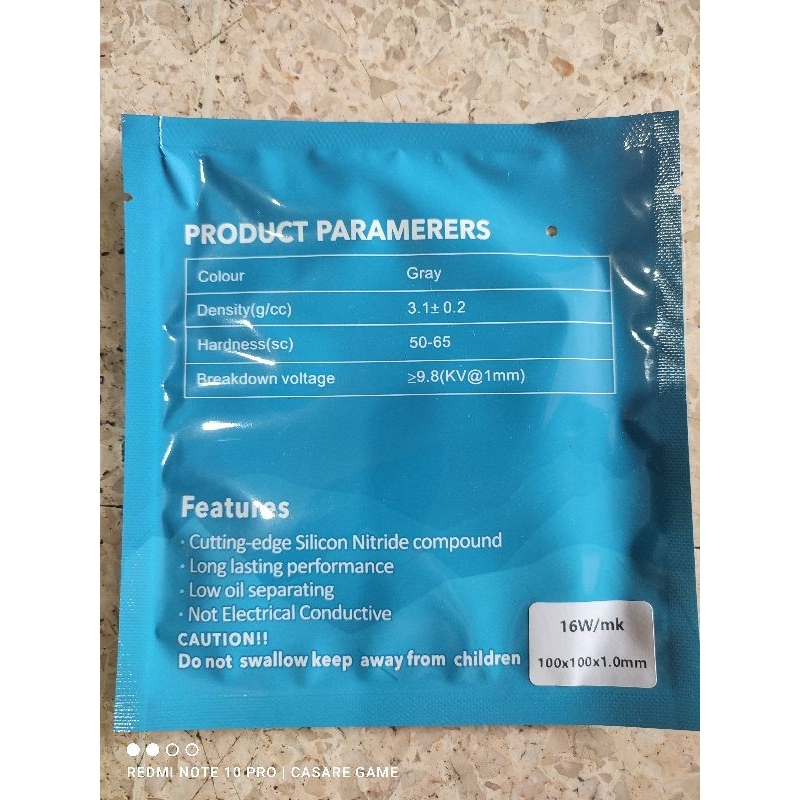 PRODUCT PARAMERERS
Colour Gray
Density(g/cc) 3.1± 0.2
Hardness(sc) 50-65
Breakdown voltage ≥9.8(KV@1mm)
Features
· Cutting-edge Silicon Nitride compound
· Long lasting performance
· Low oil separating
· Not Electrical Conductive
CAUTION!!
Do not swallow keep away from children
16W/mk
100x100x1.0mm
REDMI NOTE 10 PRO | CASARE GAME